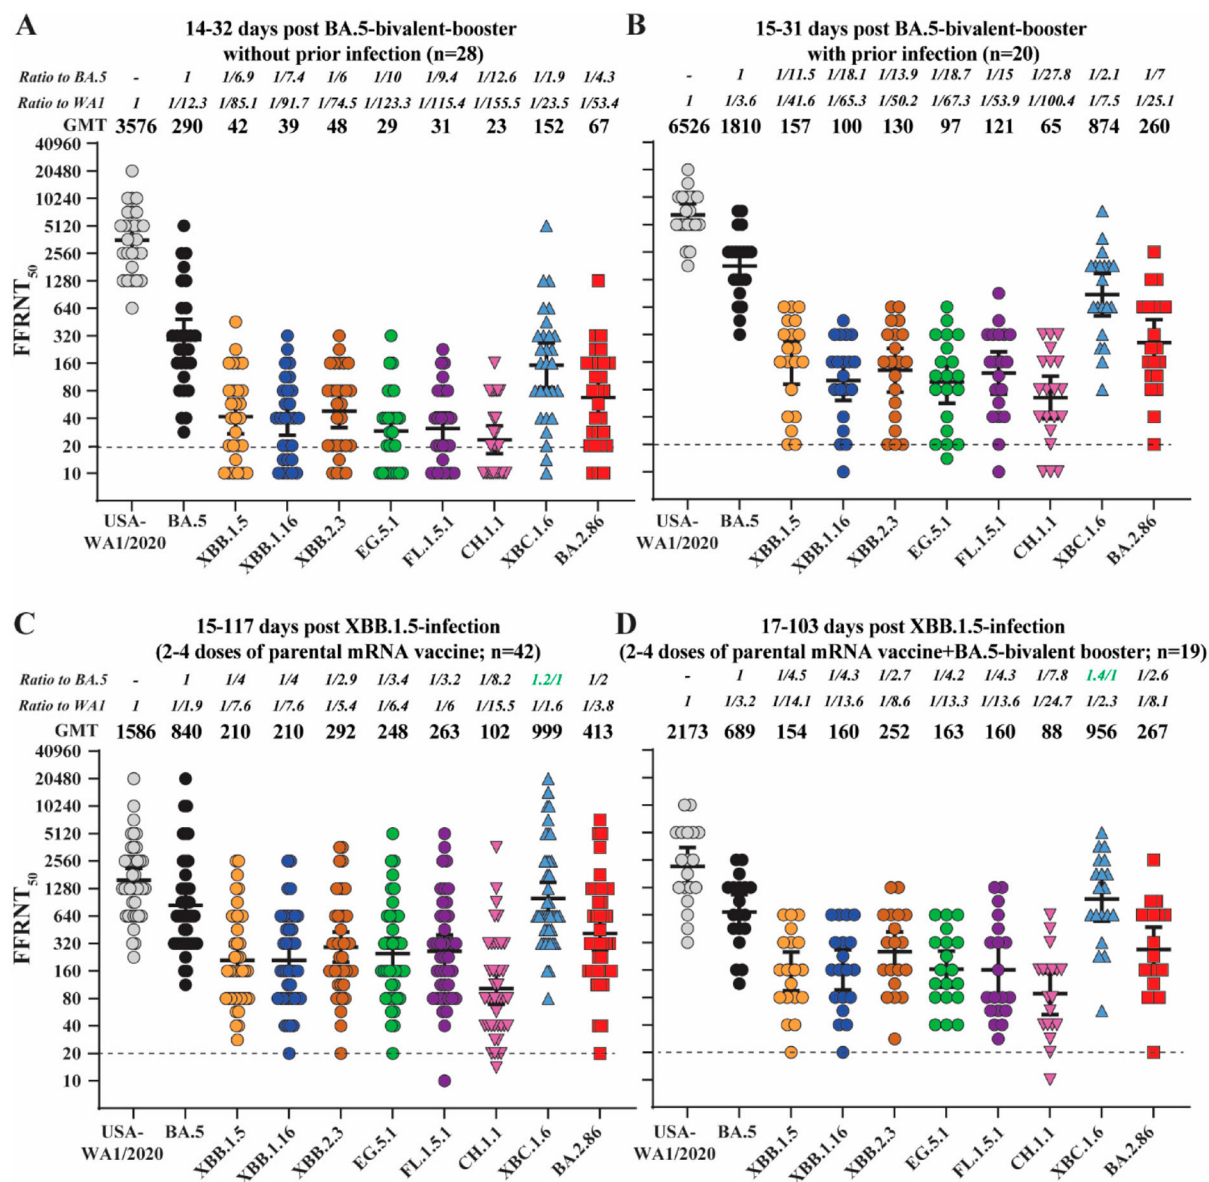 A
14-32 days post BA.5-bivalent-booster
without prior infection (n=28)
Ratio to BA.5 - 1 1/6.9 1/7.4 1/6 1/10 1/9.4 1/12.6 1/1.9 1/4.3
Ratio to WA1 1 1/12.3 1/85.1 1/91.7 1/74.5 1/123.3 1/115.4 1/155.5 1/23.5 1/53.4
GMT 3576 290 42 39 48 29 31 23 152 67
40960
20480
10240
5120
2560
1280
640
320
160
80
40
20
10
FFRNT50
USA-WA1/2020 BA.5 XBB.1.5 XBB.1.16 XBB.2.3 EG.5.1 FL.1.5.1 CH.1.1 XBC.1.6 BA.2.86
B
15-31 days post BA.5-bivalent-booster
with prior infection (n=20)
- 1 1/11.5 1/18.1 1/13.9 1/18.7 1/15 1/27.8 1/2.1 1/7
1 1/3.6 1/41.6 1/65.3 1/50.2 1/67.3 1/53.9 1/100.4 1/7.5 1/25.1
6526 1810 157 100 130 97 121 65 874 260
USA-WA1/2020 BA.5 XBB.1.5 XBB.1.16 XBB.2.3 EG.5.1 FL.1.5.1 CH.1.1 XBC.1.6 BA.2.86
C
15-117 days post XBB.1.5-infection
(2-4 doses of parental mRNA vaccine; n=42)
Ratio to BA.5 - 1 1/4 1/4 1/2.9 1/3.4 1/3.2 1/8.2 1.2/1 1/2
Ratio to WA1 1 1/1.9 1/7.6 1/7.6 1/5.4 1/6.4 1/6 1/15.5 1/1.6 1/3.8
GMT 1586 840 210 210 292 248 263 102 999 413
40960
20480
10240
5120
2560
1280
640
320
160
80
40
20
10
FFRNT50
USA-WA1/2020 BA.5 XBB.1.5 XBB.1.16 XBB.2.3 EG.5.1 FL.1.5.1 CH.1.1 XBC.1.6 BA.2.86
D
17-103 days post XBB.1.5-infection
(2-4 doses of parental mRNA vaccine+BA.5-bivalent booster; n=19)
- 1 1/4.5 1/4.3 1/2.7 1/4.2 1/4.3 1/7.8 1.4/1 1/2.6
1 1/3.2 1/14.1 1/13.6 1/8.6 1/13.3 1/13.6 1/24.7 1/2.3 1/8.1
2173 689 154 160 252 163 160 88 956 267
USA-WA1/2020 BA.5 XBB.1.5 XBB.1.16 XBB.2.3 EG.5.1 FL.1.5.1 CH.1.1 XBC.1.6 BA.2.86